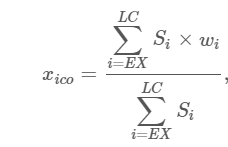 $$x_{ico} = \frac{\sum_{i=EX}^{LC} S_i \times w_i}{\sum_{i=EX}^{LC} S_i},$$